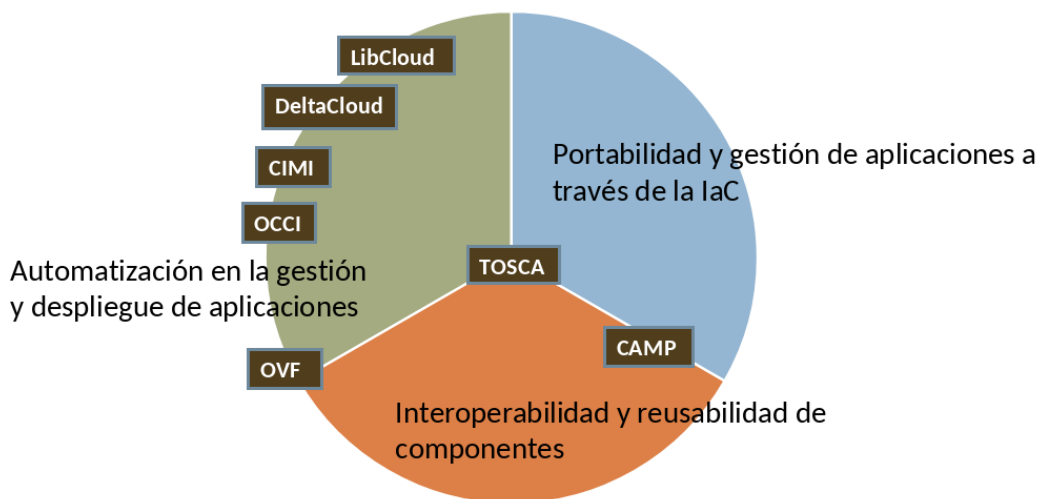 LibCloud
DeltaCloud
CIMI
OCCI
Automatización en la gestión
y despliegue de aplicaciones
OVF
Portabilidad y gestión de aplicaciones a
través de la IaC
TOSCA
CAMP
Interoperabilidad y reusabilidad de
componentes